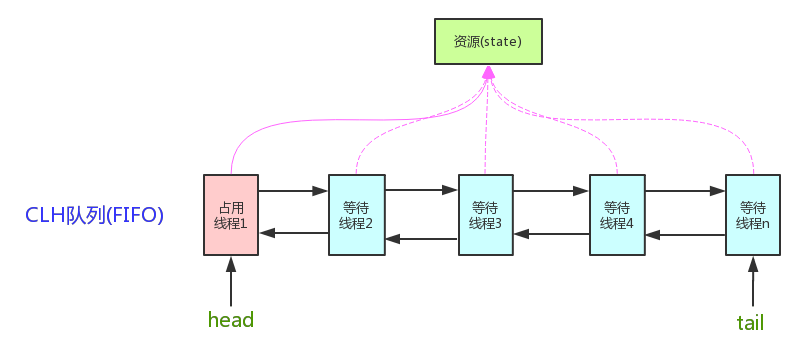 资源(state)
CLH队列(FIFO)
占用
线程1
等待
线程2
等待
线程3
等待
线程4
等待
线程n
head
tail